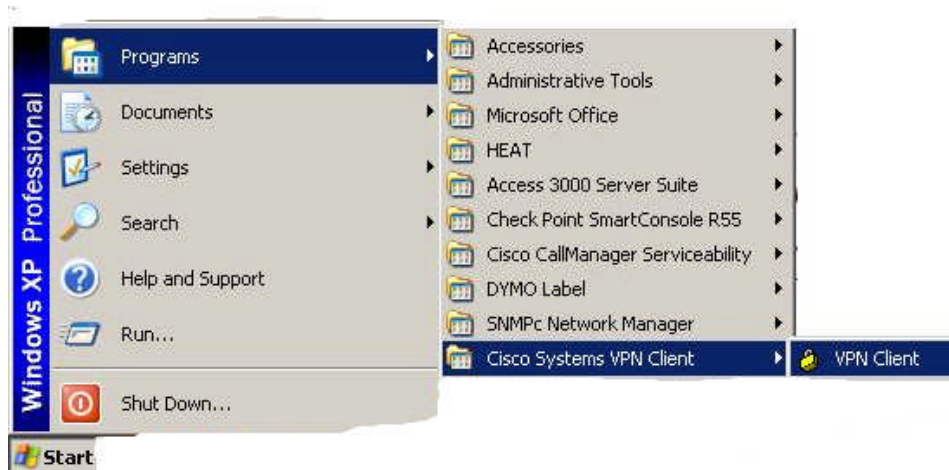 Windows XP Professional
Programs
Documents
Settings
Search
Help and Support
Run...
Shut Down...
Start
Accessories
Administrative Tools
Microsoft Office
HEAT
Access 3000 Server Suite
Check Point SmartConsole R55
Cisco CallManager Serviceability
DYMO Label
SNMPc Network Manager
Cisco Systems VPN Client
VPN Client